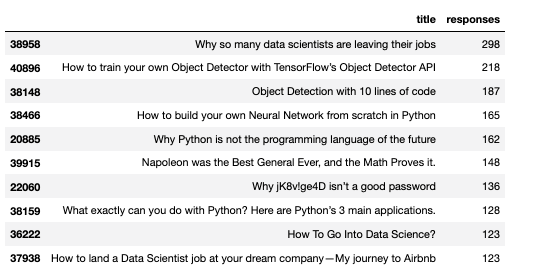 title responses
38958 Why so many data scientists are leaving their jobs 298
40896 How to train your own Object Detector with TensorFlow's Object Detector API 218
38148 Object Detection with 10 lines of code 187
38466 How to build your own Neural Network from scratch in Python 165
20885 Why Python is not the programming language of the future 162
39915 Napoleon was the Best General Ever, and the Math Proves it. 148
22060 Why jK8v!ge4D isn't a good password 136
38159 What exactly can you do with Python? Here are Python's 3 main applications. 128
36222 How To Go Into Data Science? 123
37938 How to land a Data Scientist job at your dream company — My journey to Airbnb 123